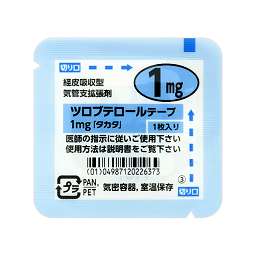 切り口
経皮吸収型
気管支拡張剤
1mg
ツロブテロールテープ
1mg「タカタ」
1枚入り
医師の指示に従いご使用下さい
使用方法は説明書をご覧下さい
(01)04987120226373
③
プラ
PAN,
PET
気密容器,室温保存
切り口